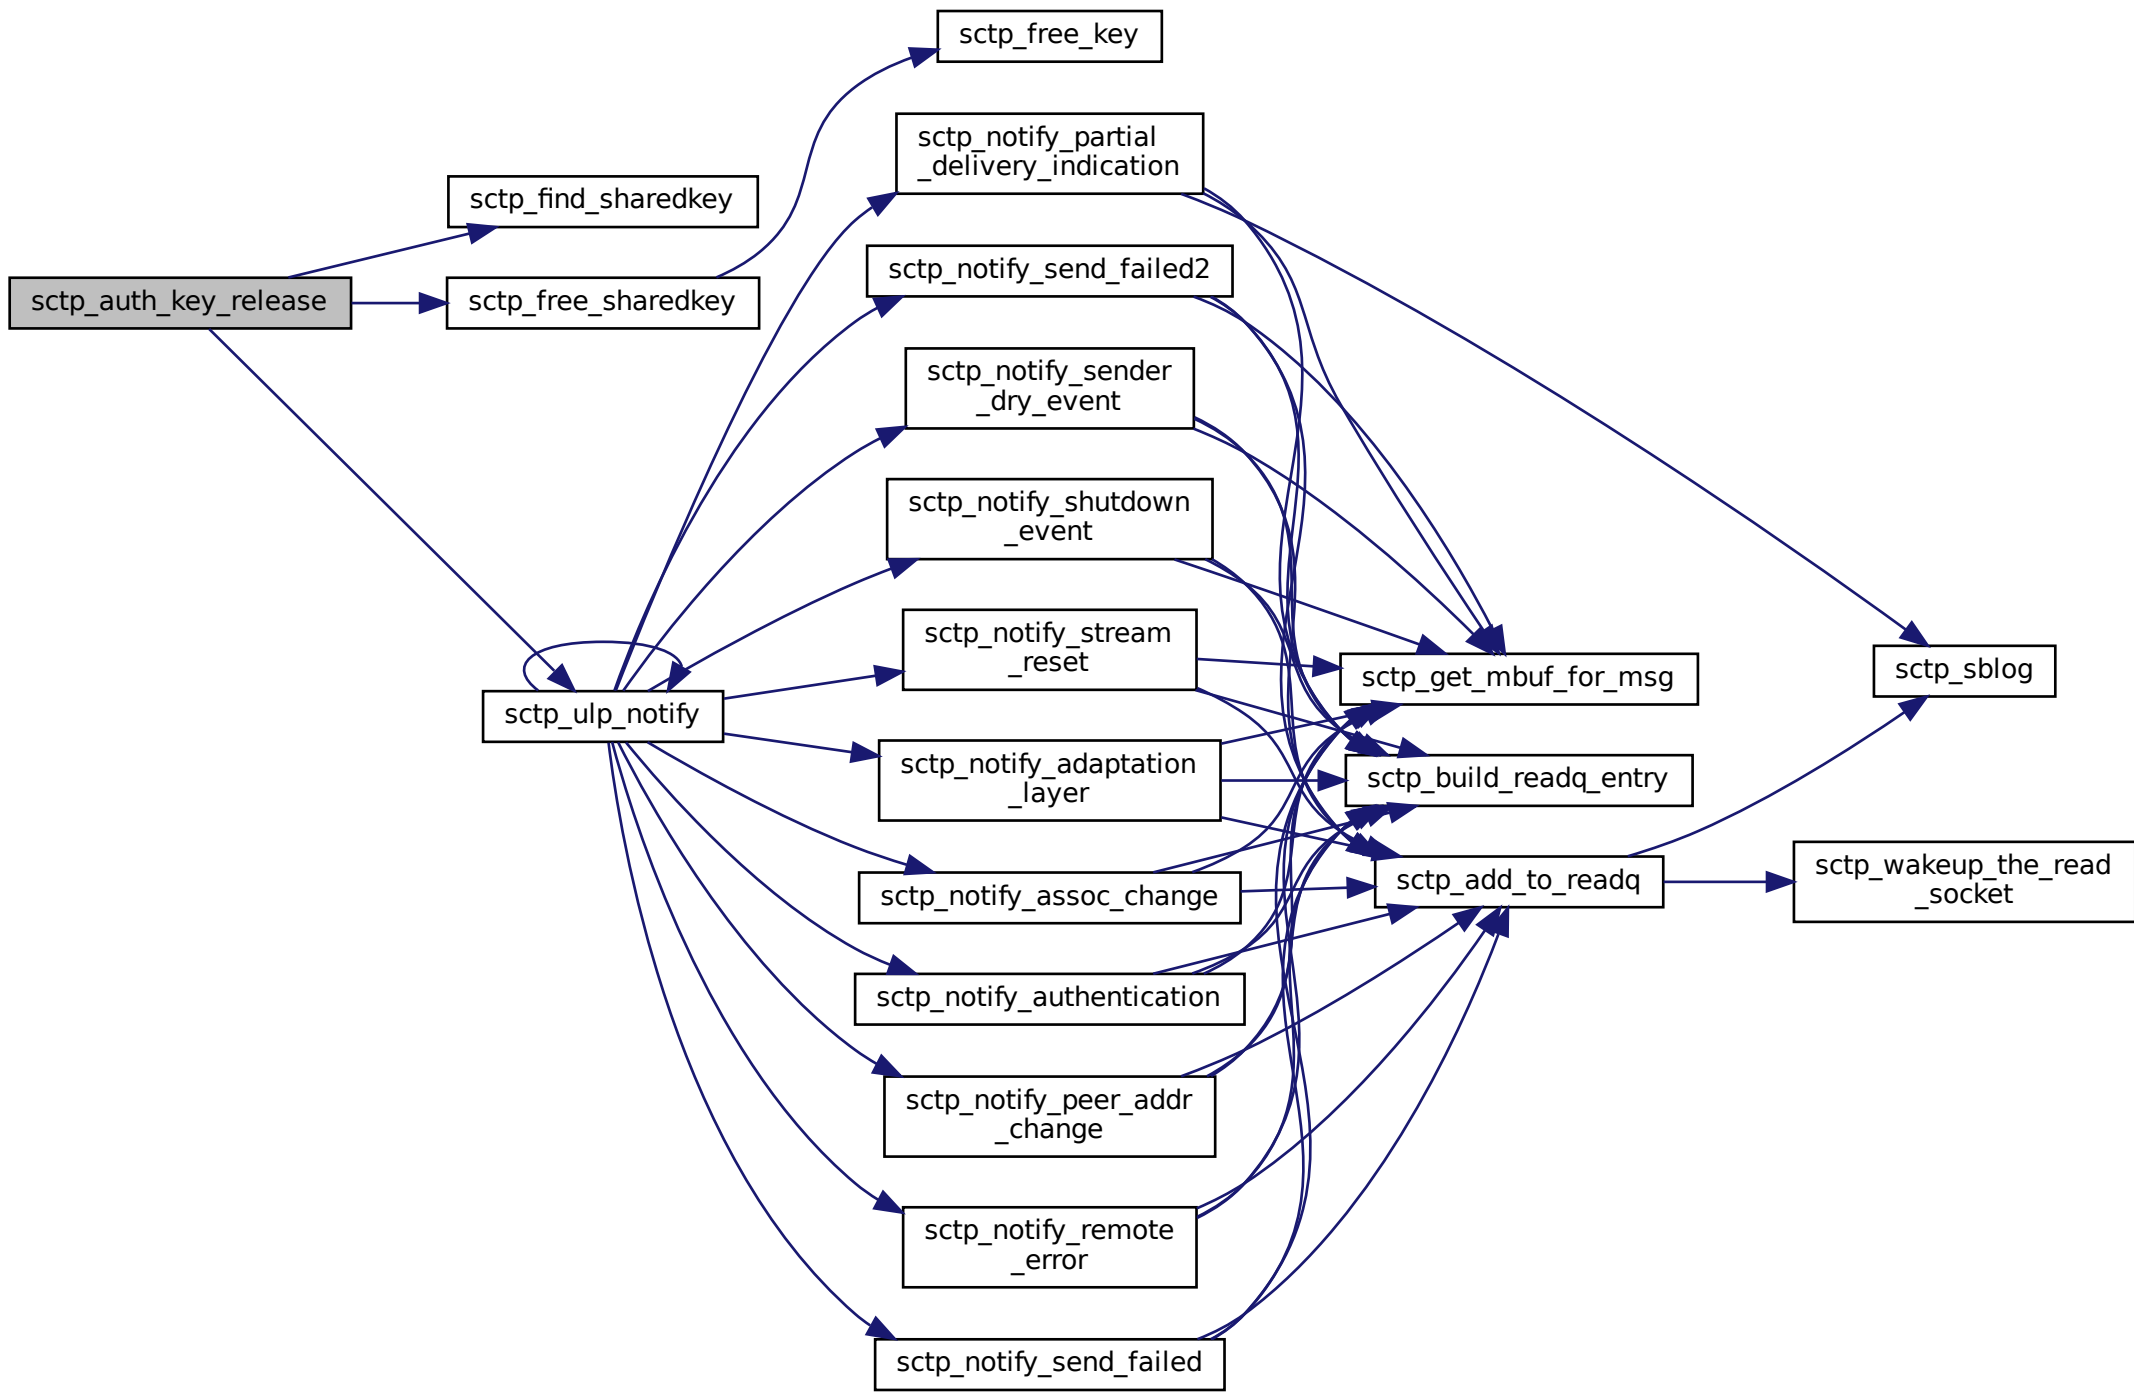 sctp_free_key
sctp_notify_partial
_delivery_indication
sctp_find_sharedkey
sctp_notify_send_failed2
sctp_auth_key_release
sctp_free_sharedkey
sctp_notify_sender
_dry_event
sctp_notify_shutdown
_event
sctp_notify_stream
_reset
sctp_get_mbuf_for_msg
sctp_sblog
sctp_ulp_notify
sctp_notify_adaptation
_layer
sctp_build_readq_entry
sctp_notify_assoc_change
sctp_add_to_readq
sctp_wakeup_the_read
_socket
sctp_notify_authentication
sctp_notify_peer_addr
_change
sctp_notify_remote
_error
sctp_notify_send_failed